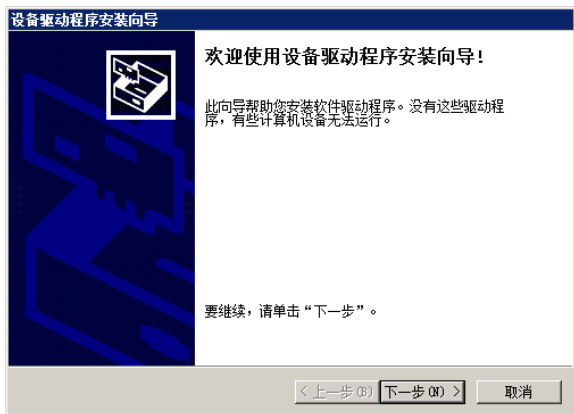 设备驱动程序安装向导
欢迎使用设备驱动程序安装向导!
此向导帮助您安装软件驱动程序。没有这些驱动程
序，有些计算机设备无法运行。
要继续，请单击“下一步”。
<上一步(B) 下一步(N)> 取消